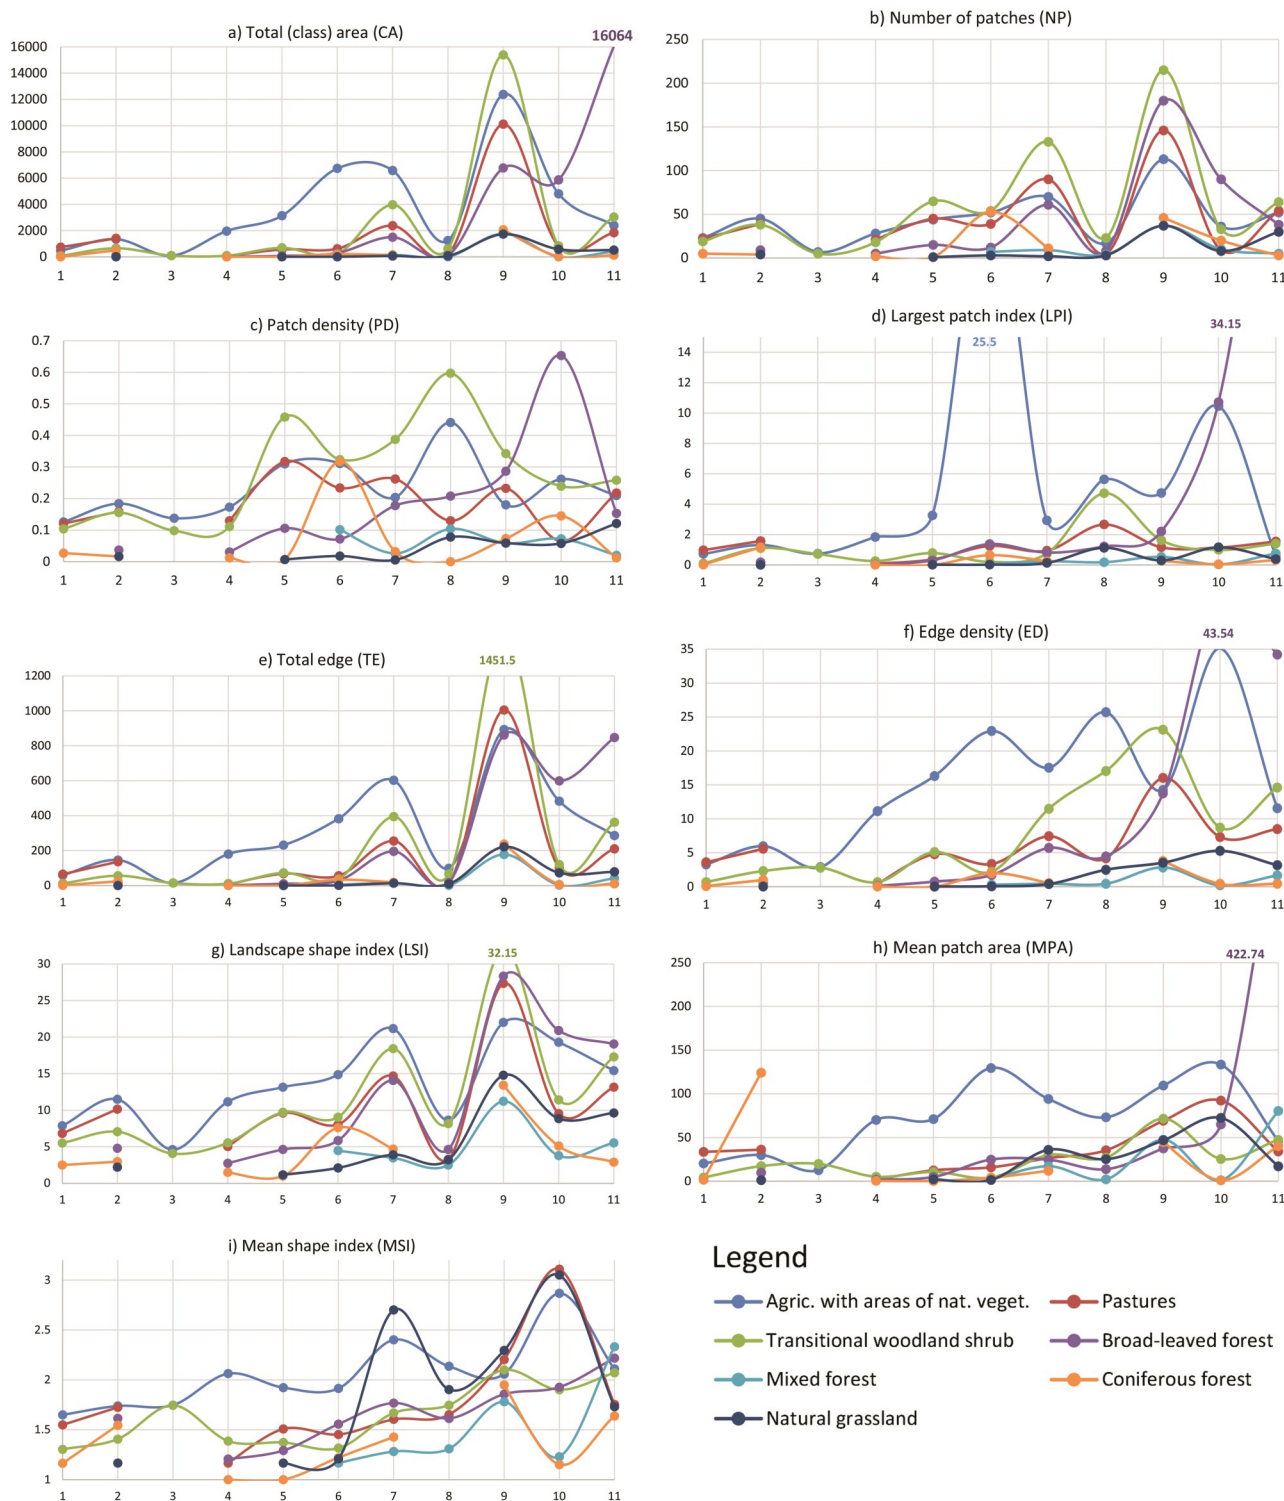 a) Total (class) area (CA)
16064
16000
14000
12000
10000
8000
6000
4000
2000
0
1 2 3 4 5 6 7 8 9 10 11
b) Number of patches (NP)
250
200
150
100
50
0
1 2 3 4 5 6 7 8 9 10 11
c) Patch density (PD)
0.7
0.6
0.5
0.4
0.3
0.2
0.1
0
1 2 3 4 5 6 7 8 9 10 11
d) Largest patch index (LPI)
34.15
25.5
14
12
10
8
6
4
2
0
1 2 3 4 5 6 7 8 9 10 11
e) Total edge (TE)
1451.5
1200
1000
800
600
400
200
0
1 2 3 4 5 6 7 8 9 10 11
f) Edge density (ED)
43.54
35
30
25
20
15
10
5
0
1 2 3 4 5 6 7 8 9 10 11
g) Landscape shape index (LSI)
32.15
30
25
20
15
10
5
0
1 2 3 4 5 6 7 8 9 10 11
h) Mean patch area (MPA)
422.74
250
200
150
100
50
0
1 2 3 4 5 6 7 8 9 10 11
i) Mean shape index (MSI)
3
2.5
2
1.5
1
1 2 3 4 5 6 7 8 9 10 11
Legend
Agric. with areas of nat. veget.
Pastures
Transitional woodland shrub
Broad-leaved forest
Mixed forest
Coniferous forest
Natural grassland